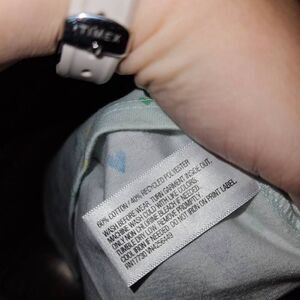 TIMEX
60% COTTON / 40% RECYCLED POLYESTER
WASH BEFORE WEAR. TURN GARMENT INSIDE OUT.
MACHINE WASH COLD WITH LIKE COLORS.
ONLY NON-CHLORINE BLEACH IF NEEDED.
TUMBLE DRY LOW. REMOVE PROMPTLY.
COOL IRON IF NEEDED. DO NOT IRON ON PRINT LABEL.